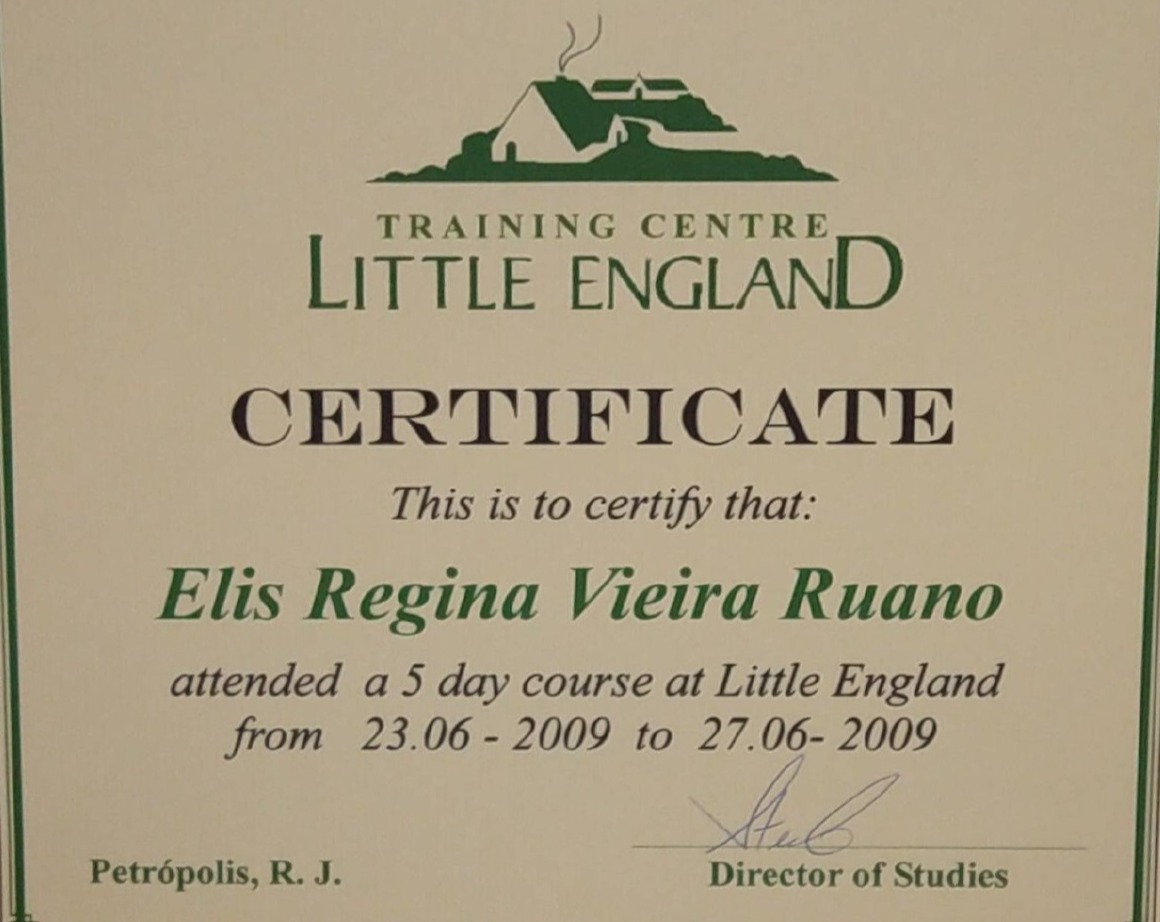 TRAINING CENTRE
LITTLE ENGLAND
CERTIFICATE
This is to certify that:
Elis Regina Vieira Ruano
attended a 5 day course at Little England
from 23.06 - 2009 to 27.06- 2009
Petrópolis, R. J.
Director of Studies